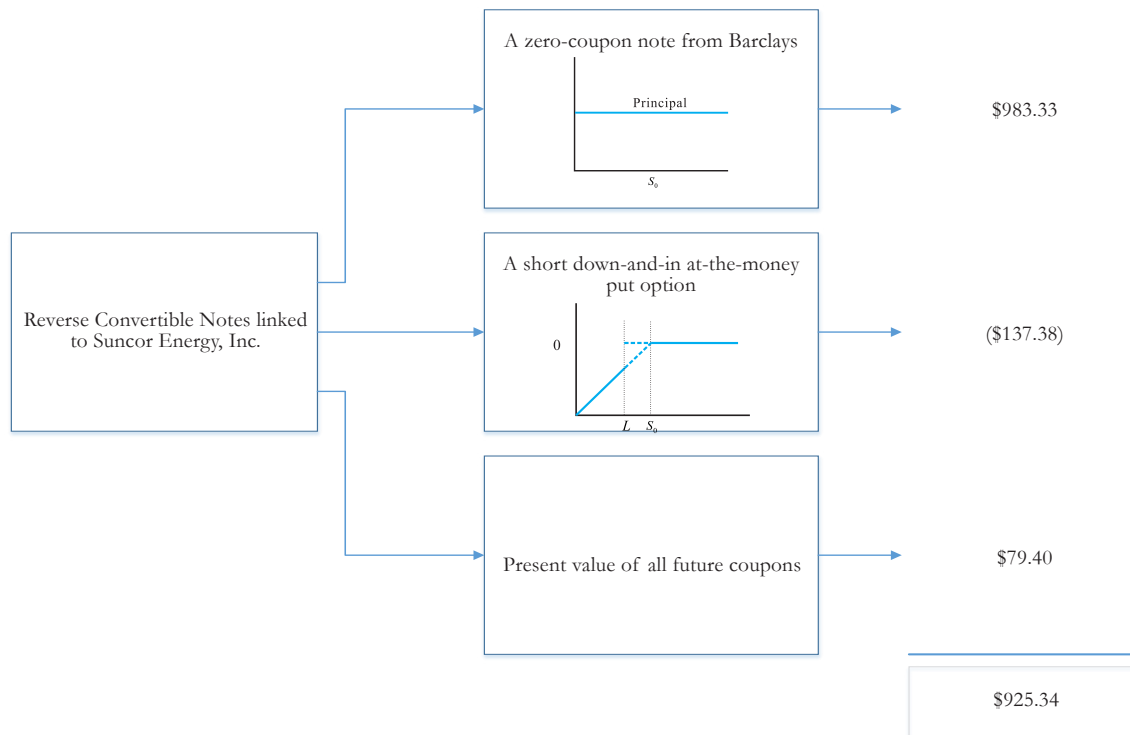 A zero-coupon note from Barclays
Principal
S₀
$983.33
Reverse Convertible Notes linked
to Suncor Energy, Inc.
A short down-and-in at-the-money
put option
0
L S₀
($137.38)
Present value of all future coupons
$79.40
$925.34